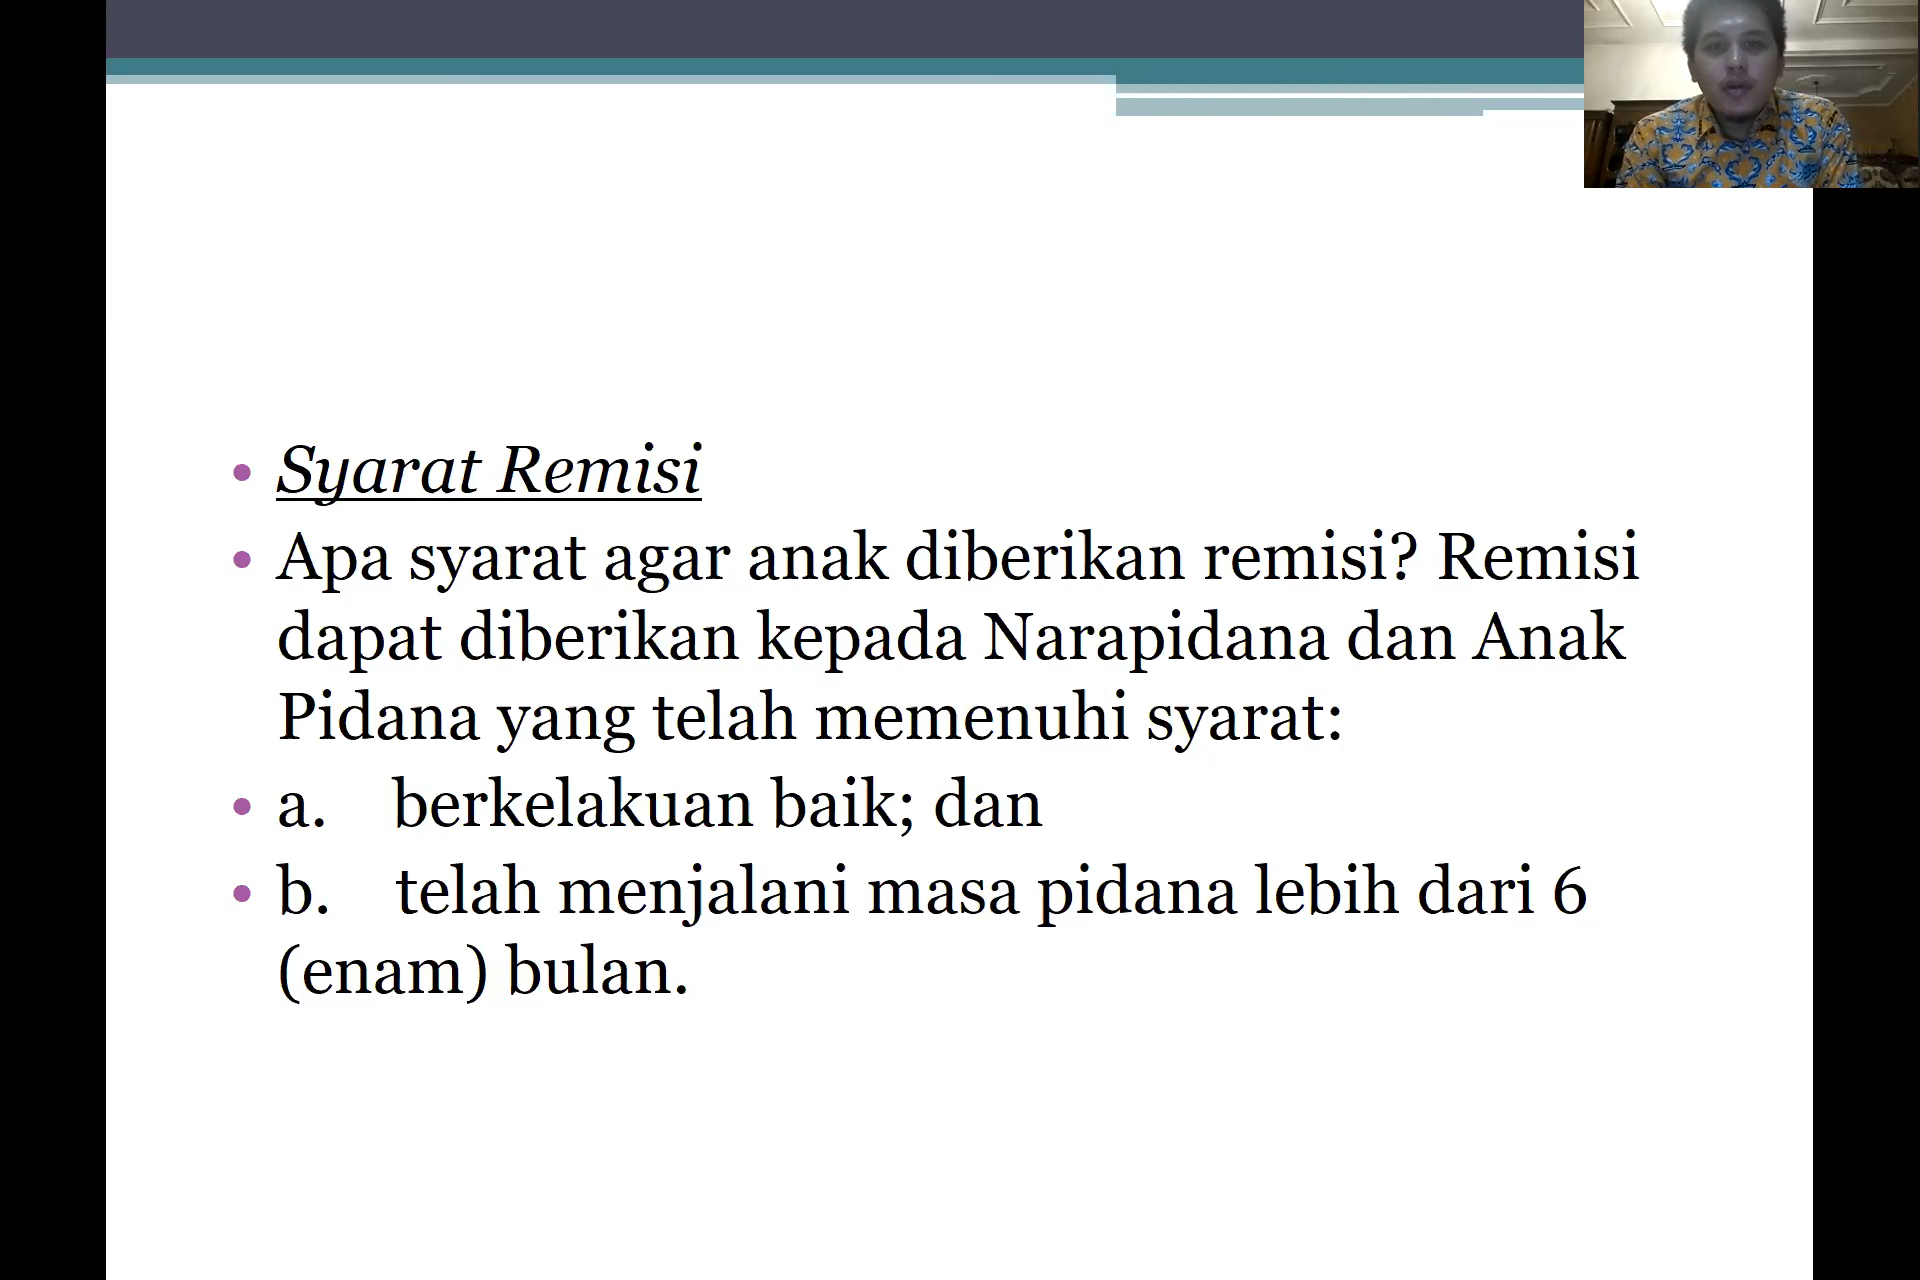 • Syarat Remisi
• Apa syarat agar anak diberikan remisi? Remisi
dapat diberikan kepada Narapidana dan Anak
Pidana yang telah memenuhi syarat:
• a. berkelakuan baik; dan
• b. telah menjalani masa pidana lebih dari 6
(enam) bulan.